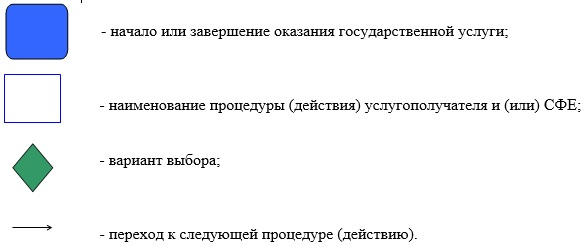 - начало или завершение оказания государственной услуги;
- наименование процедуры (действия) услугополучателя и (или) СФЕ;
- вариант выбора;
- переход к следующей процедуре (действию).